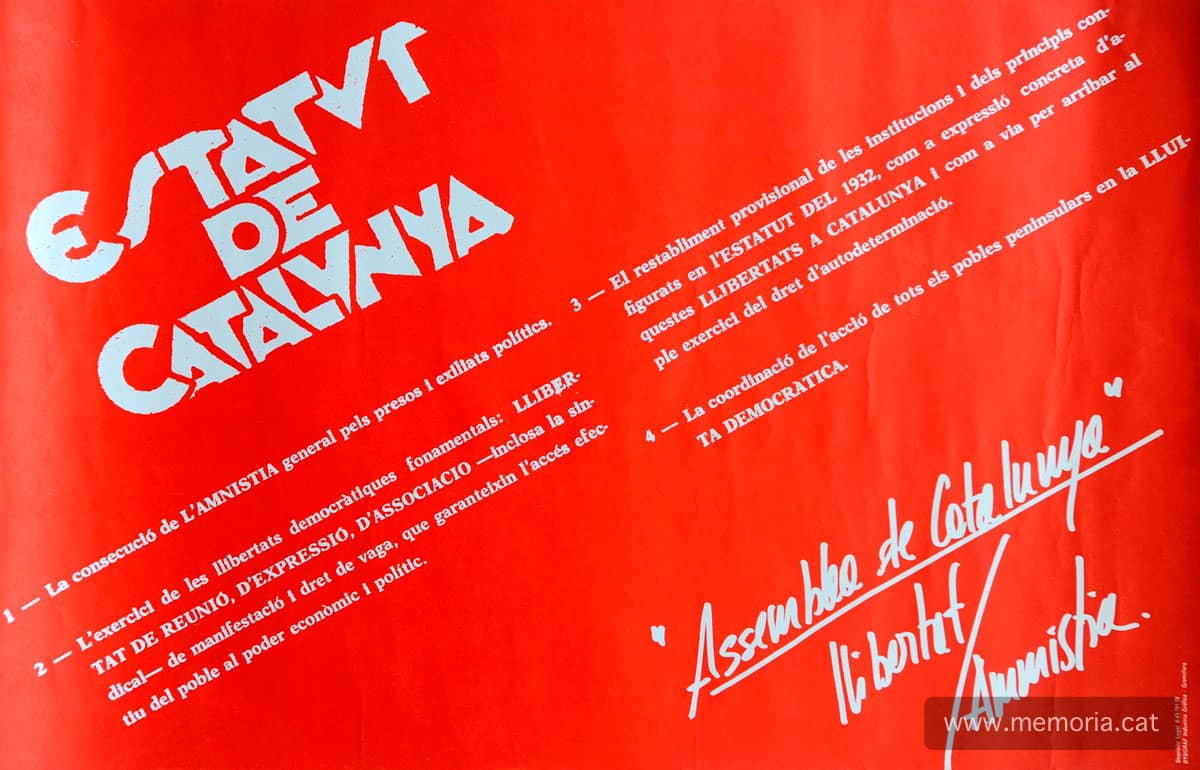 ESTATUT
DE
CATALUNYA
1 — La consecució de L'AMNISTIA general pels presos i exiliats polítics.
2 — L'exercici de les llibertats democràtiques fonamentals: LLIBER-
TAT DE REUNIÓ, D'EXPRESSIÓ, D'ASSOCIACIO —inclosa la sin-
dical— de manifestació i dret de vaga, que garanteixin l'accés efec-
tiu del poble al poder econòmic i polític.
3 — El restabliment provisional de les institucions i dels principis con-
figurats en l'ESTATUT DEL 1932, com a expressió concreta d'a-
questes LLIBERTATS A CATALUNYA i com a via per arribar al
ple exercici del dret d'autodeterminació.
4 — La coordinació de l'acció de tots els pobles peninsulars en la LLUI-
TA DEMOCRATICA.
"Assemblea de Catalunya"
llibertat/
Amnistia.
www.memoria.cat